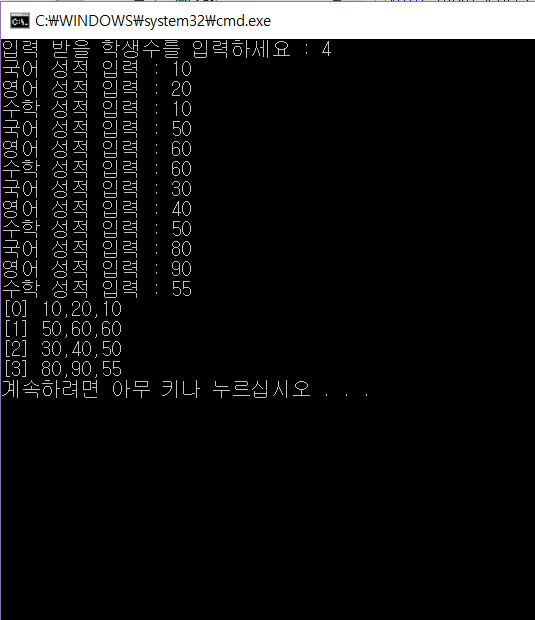 C:₩WINDOWS₩system32₩cmd.exe
입력 받을 학생수를 입력하세요 : 4
국어 성적 입력 : 10
영어 성적 입력 : 20
수학 성적 입력 : 10
국어 성적 입력 : 50
영어 성적 입력 : 60
수학 성적 입력 : 60
국어 성적 입력 : 30
영어 성적 입력 : 40
수학 성적 입력 : 50
국어 성적 입력 : 80
영어 성적 입력 : 90
수학 성적 입력 : 55
[0] 10,20,10
[1] 50,60,60
[2] 30,40,50
[3] 80,90,55
계속하려면 아무 키나 누르십시오 . . .